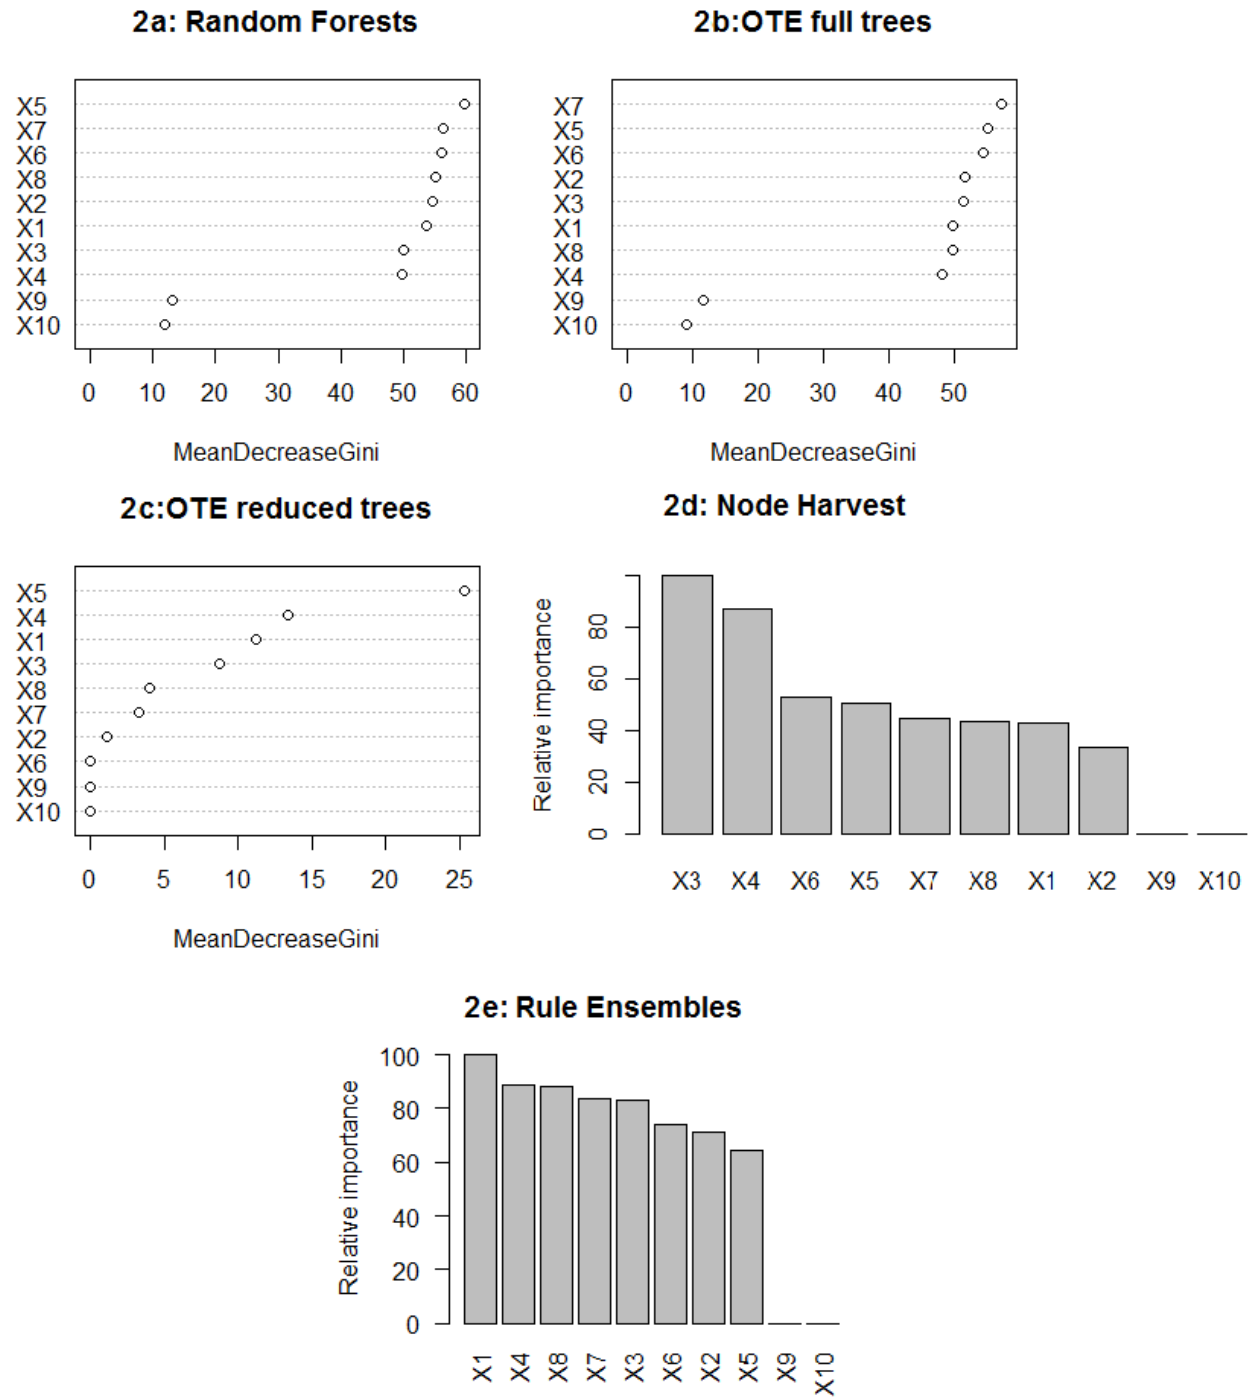 2a: Random Forests
X5
X7
X6
X8
X2
X1
X3
X4
X9
X10
0 10 20 30 40 50 60
MeanDecreaseGini
2b:OTE full trees
X7
X5
X6
X2
X3
X1
X8
X4
X9
X10
0 10 20 30 40 50
MeanDecreaseGini
2c:OTE reduced trees
X5
X4
X1
X3
X8
X7
X2
X6
X9
X10
0 5 10 15 20 25
MeanDecreaseGini
2d: Node Harvest
Relative importance
80
60
40
20
0
X3 X4 X6 X5 X7 X8 X1 X2 X9 X10
2e: Rule Ensembles
Relative importance
100
80
60
40
20
0
X1 X4 X8 X7 X3 X6 X2 X5 X9 X10